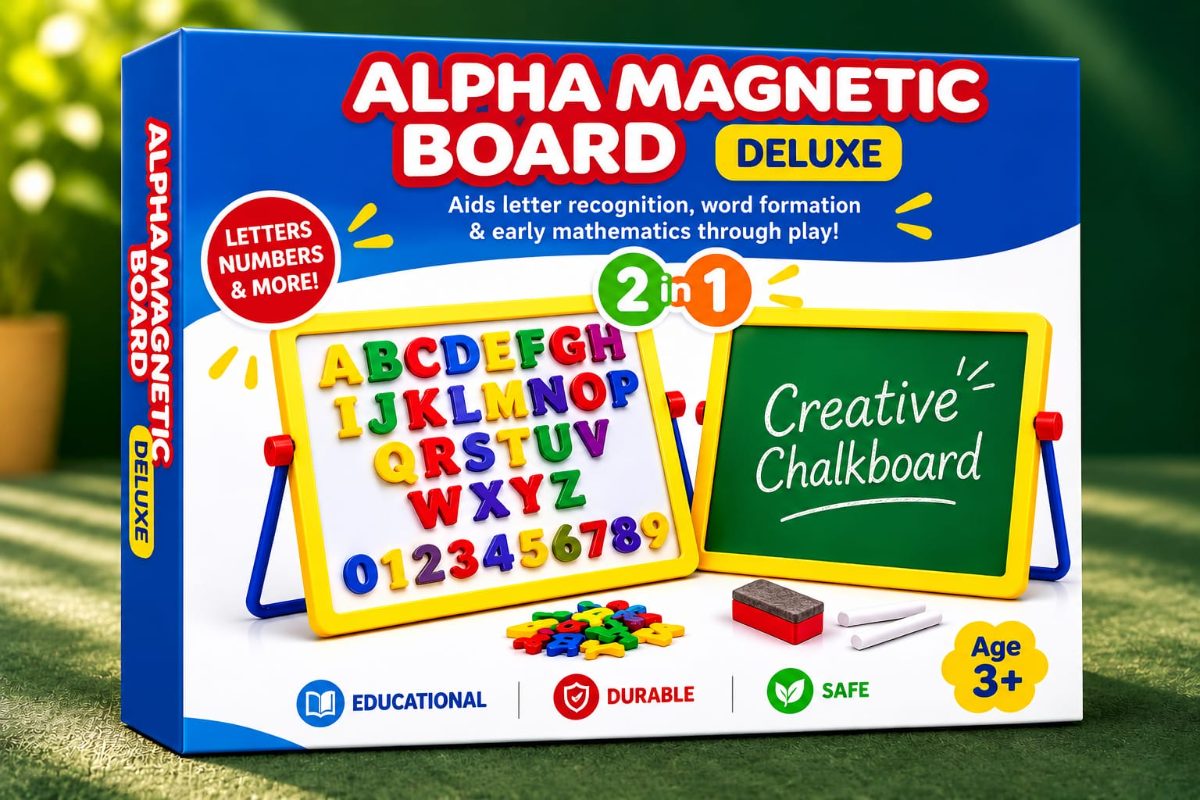 ALPHA MAGNETIC
BOARD
DELUXE
Aids letter recognition, word formation
& early mathematics through play!
LETTERS
NUMBERS
& MORE!
2 in 1
ABCDEFGH
IJKLMNOP
QRSTUV
WXYZ
0123456789
Creative
Chalkboard
EDUCATIONAL
DURABLE
SAFE
Age
3+
ALPHA MAGNETIC
BOARD
DELUXE